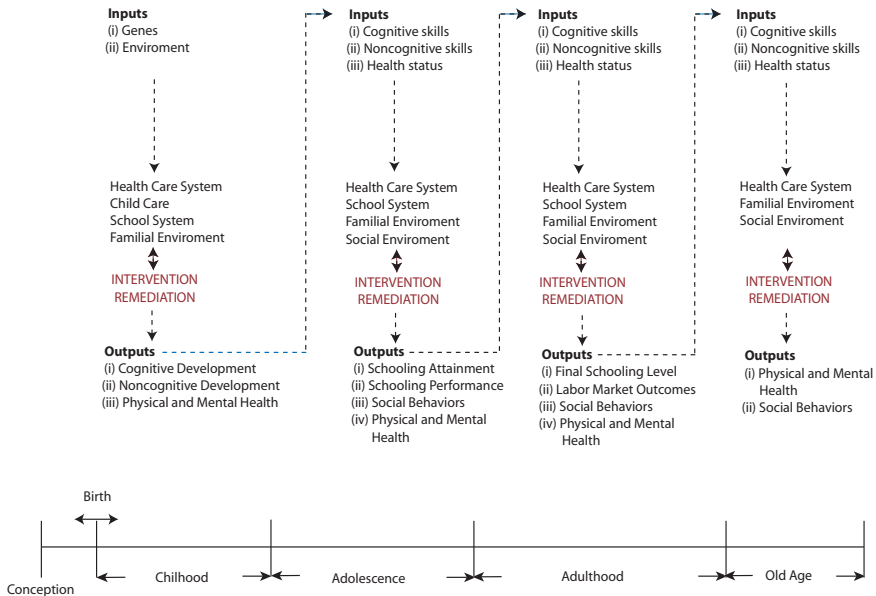 Inputs
(i) Genes
(ii) Enviroment
Health Care System
Child Care
School System
Familial Enviroment
INTERVENTION
REMEDIATION
Outputs
(i) Cognitive Development
(ii) Noncognitive Development
(iii) Physical and Mental Health
Inputs
(i) Cognitive skills
(ii) Noncognitive skills
(iii) Health status
Health Care System
School System
Familial Enviroment
Social Enviroment
INTERVENTION
REMEDIATION
Outputs
(i) Schooling Attainment
(ii) Schooling Performance
(iii) Social Behaviors
(iv) Physical and Mental
Health
Inputs
(i) Cognitive skills
(ii) Noncognitive skills
(iii) Health status
Health Care System
School System
Familial Enviroment
Social Enviroment
INTERVENTION
REMEDIATION
Outputs
(i) Final Schooling Level
(ii) Labor Market Outcomes
(iii) Social Behaviors
(iv) Physical and Mental
Health
Inputs
(i) Cognitive skills
(ii) Noncognitive skills
(iii) Health status
Health Care System
Familial Enviroment
Social Enviroment
INTERVENTION
REMEDIATION
Outputs
(i) Physical and Mental
Health
(ii) Social Behaviors
Birth
Conception
Chilhood
Adolescence
Adulthood
Old Age